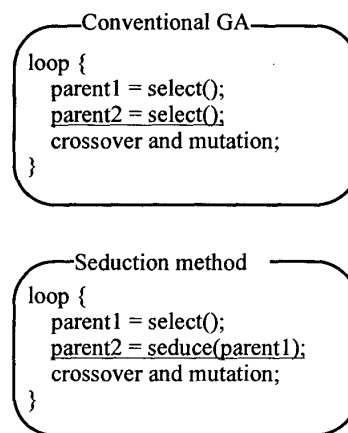 Conventional GA
loop {
parent1 = select();
parent2 = select();
crossover and mutation;
}
Seduction method
loop {
parent1 = select();
parent2 = seduce(parent1);
crossover and mutation;
}